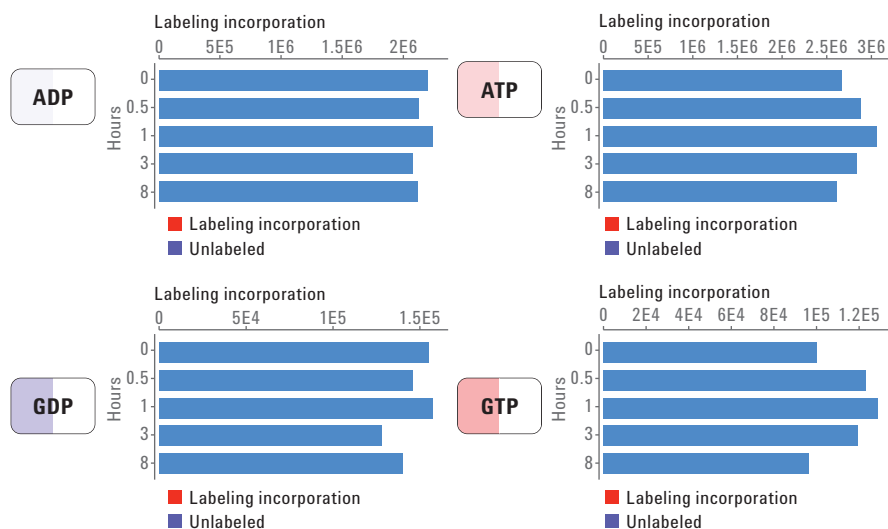 Labeling incorporation
0 5E5 1E6 1.5E6 2E6
ADP
Hours
0
0.5
1
3
8
Labeling incorporation
Unlabeled
Labeling incorporation
0 5E5 1E6 1.5E6 2E6 2.5E6 3E6
ATP
Hours
0
0.5
1
3
8
Labeling incorporation
Unlabeled
Labeling incorporation
0 5E4 1E5 1.5E5
GDP
Hours
0
0.5
1
3
8
Labeling incorporation
Unlabeled
Labeling incorporation
0 2E4 4E4 6E4 8E4 1E5 1.2E5
GTP
Hours
0
0.5
1
3
8
Labeling incorporation
Unlabeled